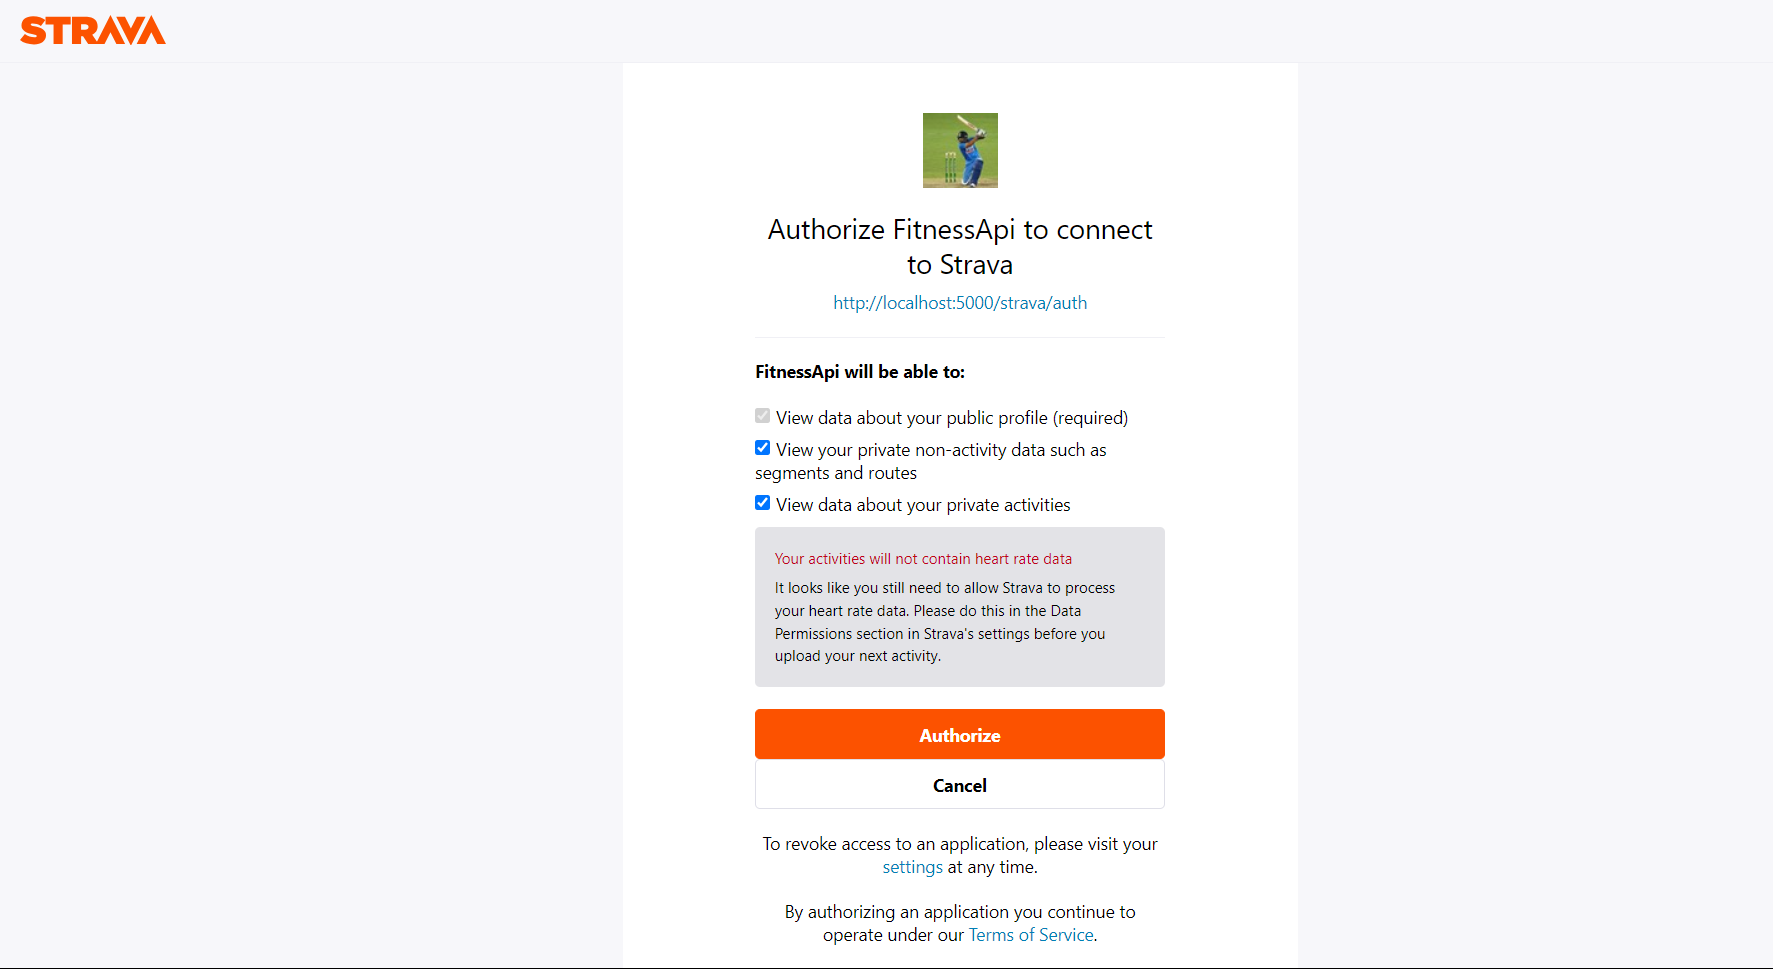 STRAVA
Authorize FitnessApi to connect
to Strava
http://localhost:5000/strava/auth
FitnessApi will be able to:
View data about your public profile (required)
View your private non-activity data such as
segments and routes
View data about your private activities
Your activities will not contain heart rate data
It looks like you still need to allow Strava to process
your heart rate data. Please do this in the Data
Permissions section in Strava's settings before you
upload your next activity.
Authorize
Cancel
To revoke access to an application, please visit your
settings at any time.
By authorizing an application you continue to
operate under our Terms of Service.